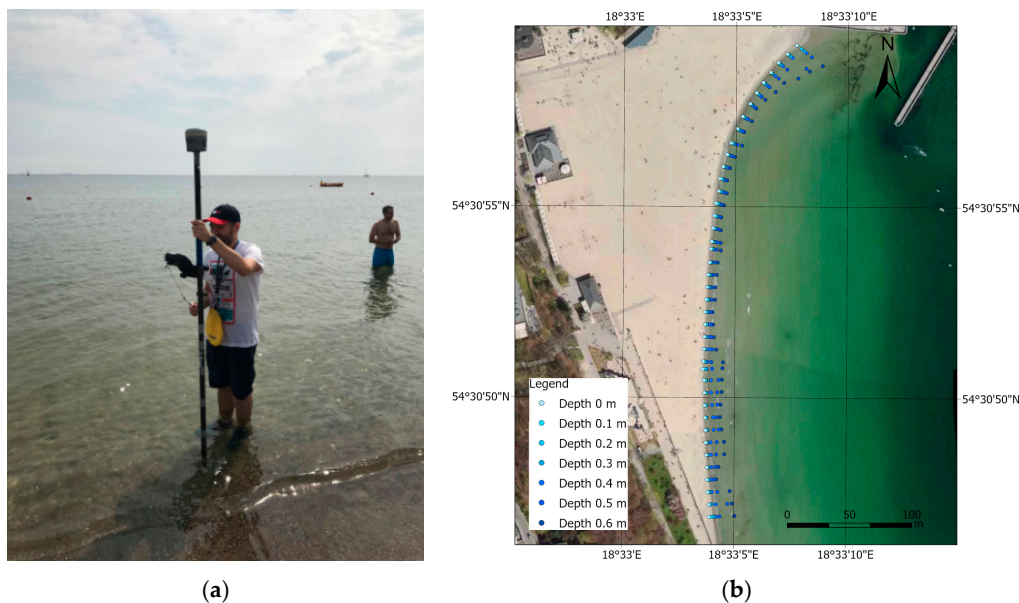 18°33'E 18°33'5"E 18°33'10"E
N
54°30'55"N 54°30'55"N
Legend
Depth 0 m
Depth 0.1 m
Depth 0.2 m
Depth 0.3 m
Depth 0.4 m
Depth 0.5 m
Depth 0.6 m
54°30'50"N 54°30'50"N
0 50 100
m
18°33'E 18°33'5"E 18°33'10"E
(a) (b)